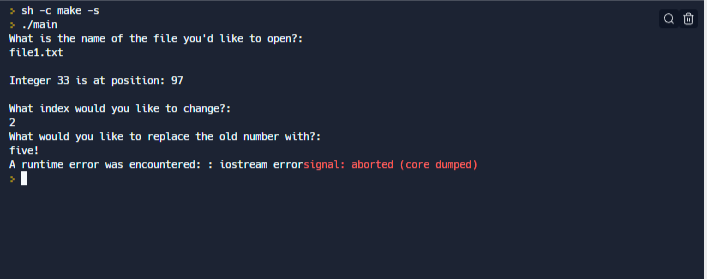 > sh -c make -s
> ./main
What is the name of the file you'd like to open?:
file1.txt
Integer 33 is at position: 97
What index would you like to change?:
2
What would you like to replace the old number with?:
five!
A runtime error was encountered: : iostream errorsignal: aborted (core dumped)
>